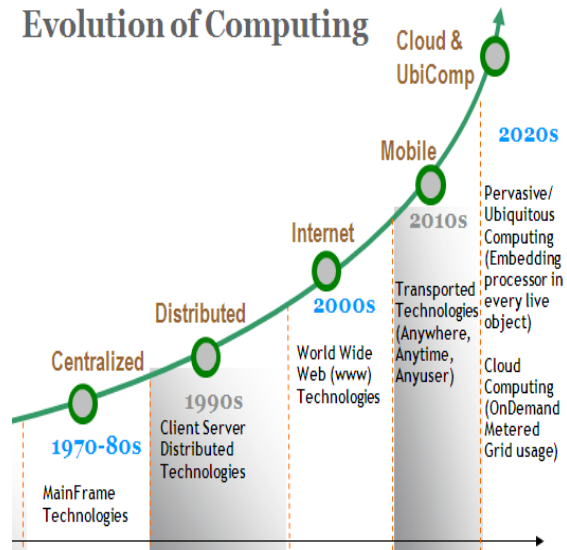 Evolution of Computing
Centralized
1970-80s
MainFrame
Technologies
Distributed
1990s
Client Server
Distributed
Technologies
Internet
2000s
World Wide
Web (www)
Technologies
Mobile
2010s
Transported
Technologies
(Anywhere,
Anytime,
Anyuser)
Cloud &
UbiComp
2020s
Pervasive/
Ubiquitous
Computing
(Embedding
processor in
every live
object)
Cloud
Computing
(OnDemand
Metered
Grid usage)